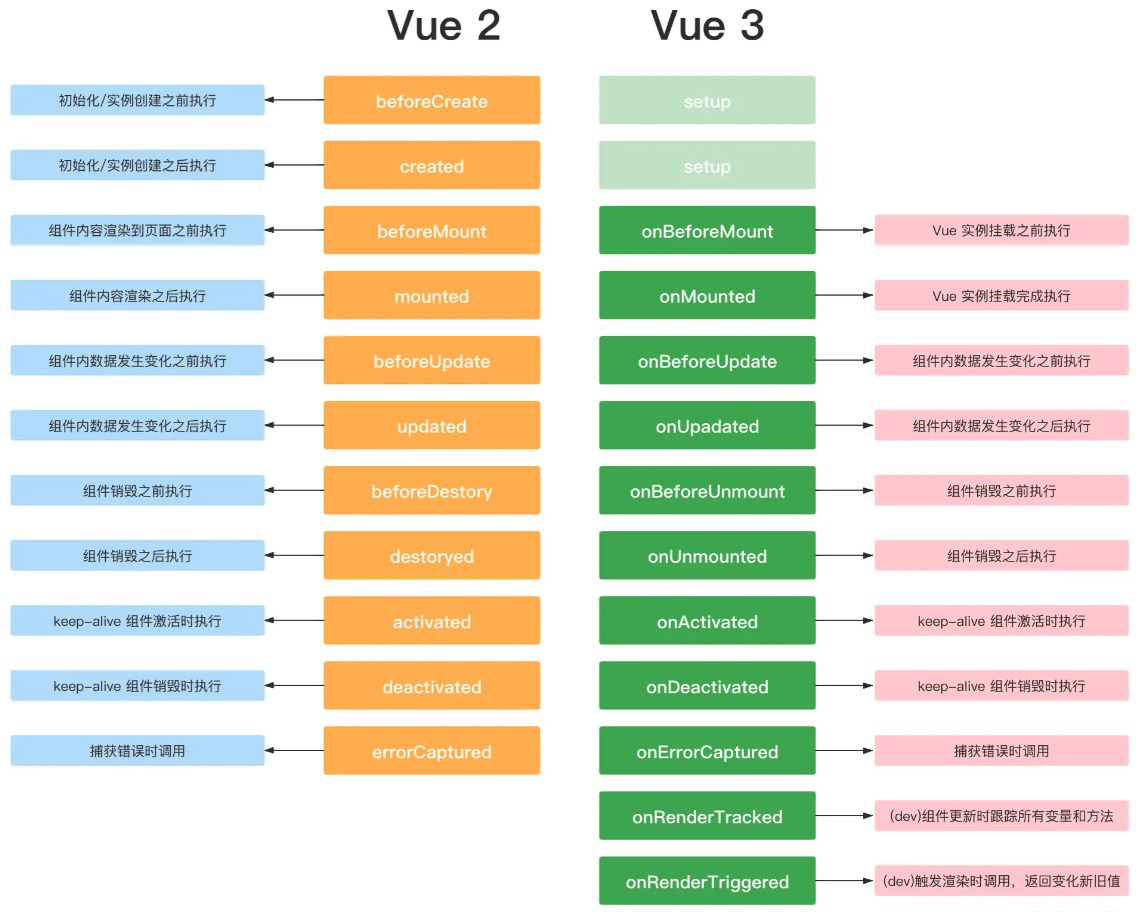 Vue 2 Vue 3
初始化/实例创建之前执行 beforeCreate setup
初始化/实例创建之后执行 created setup
组件内容渲染到页面之前执行 beforeMount onBeforeMount Vue 实例挂载之前执行
组件内容渲染之后执行 mounted onMounted Vue 实例挂载完成执行
组件内数据发生变化之前执行 beforeUpdate onBeforeUpdate 组件内数据发生变化之前执行
组件内数据发生变化之后执行 updated onUpadated 组件内数据发生变化之后执行
组件销毁之前执行 beforeDestory onBeforeUnmount 组件销毁之前执行
组件销毁之后执行 destoryed onUnmounted 组件销毁之后执行
keep-alive 组件激活时执行 activated onActivated keep-alive 组件激活时执行
keep-alive 组件销毁时执行 deactivated onDeactivated keep-alive 组件销毁时执行
捕获错误时调用 errorCaptured onErrorCaptured 捕获错误时调用
onRenderTracked (dev)组件更新时跟踪所有变量和方法
onRenderTriggered (dev)触发渲染时调用，返回变化新旧值